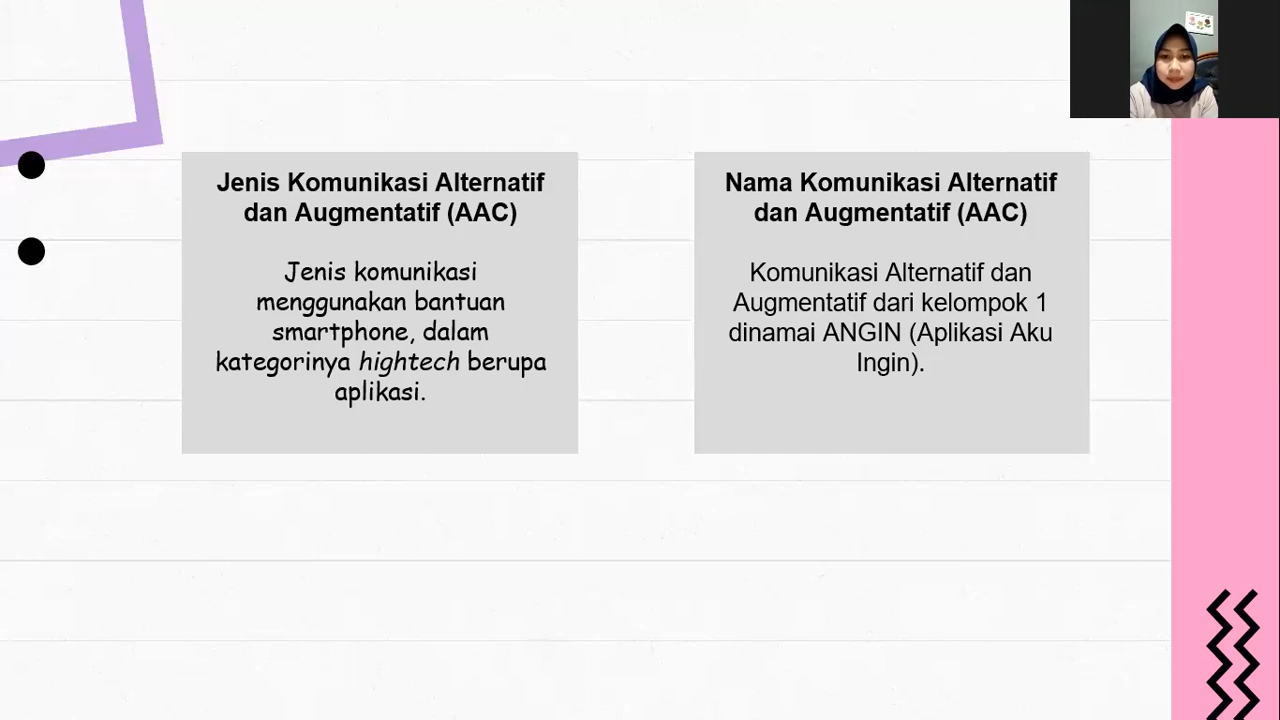 Jenis Komunikasi Alternatif
dan Augmentatif (AAC)
Jenis komunikasi
menggunakan bantuan
smartphone, dalam
kategorinya hightech berupa
aplikasi.
Nama Komunikasi Alternatif
dan Augmentatif (AAC)
Komunikasi Alternatif dan
Augmentatif dari kelompok 1
dinamai ANGIN (Aplikasi Aku
Ingin).